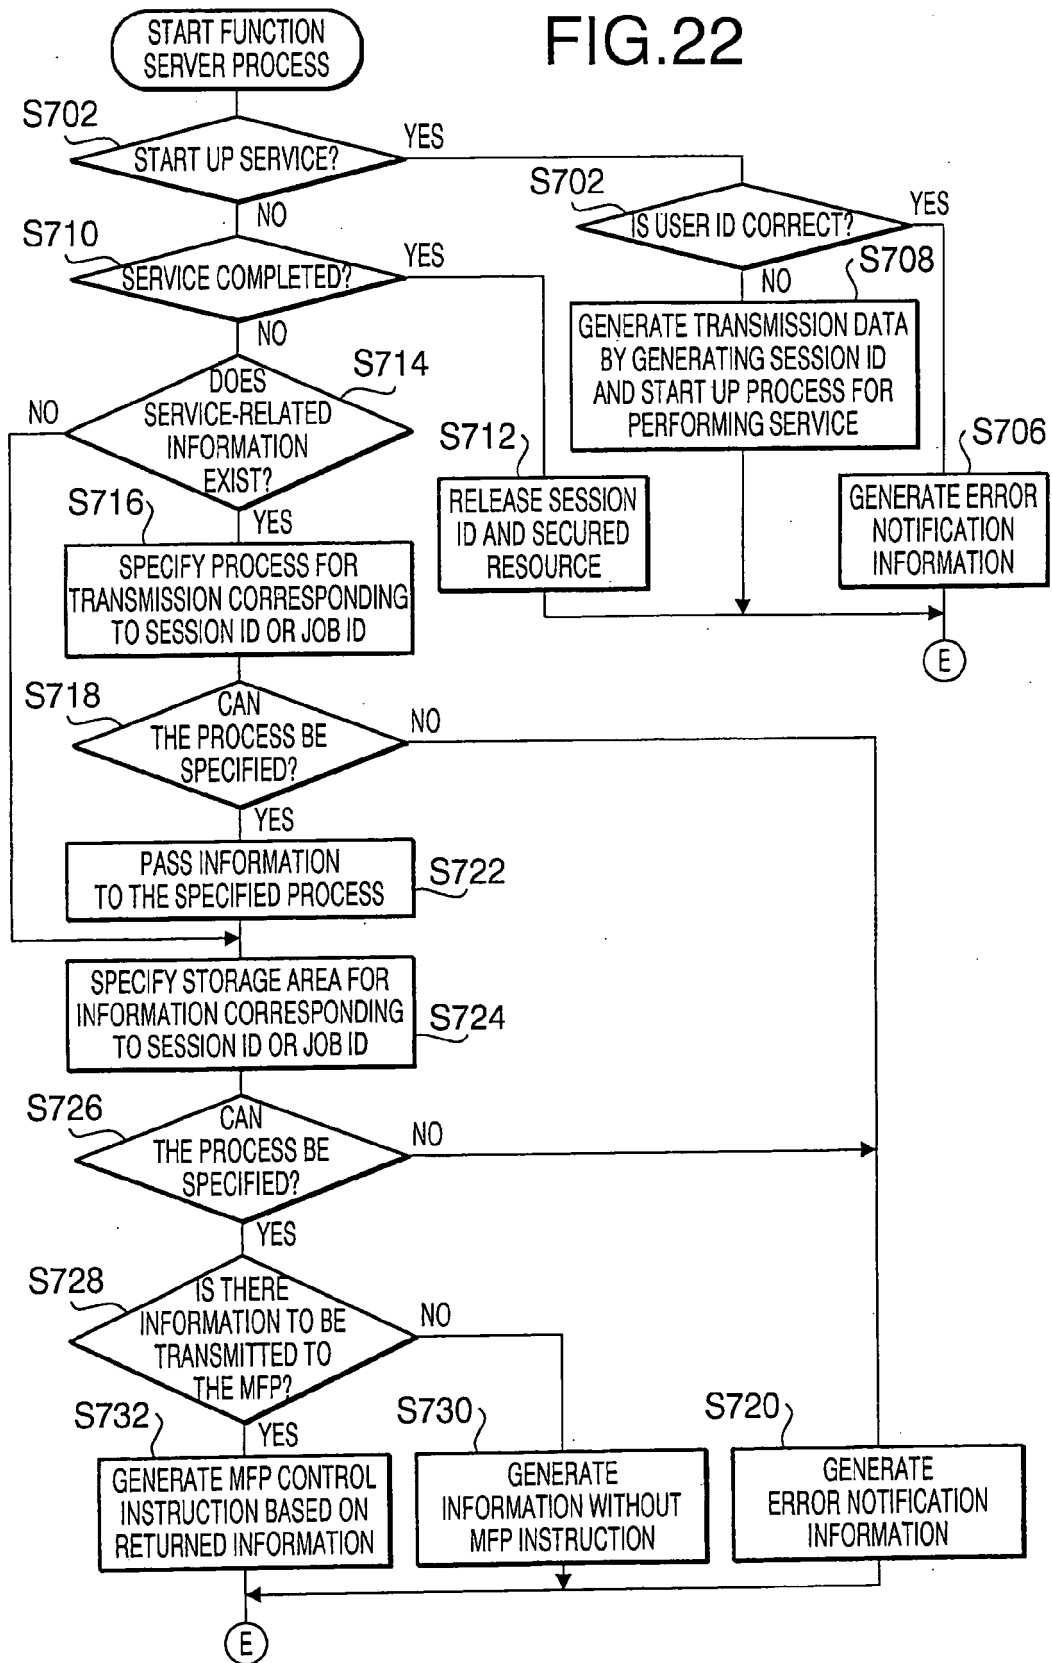 FIG.22
START FUNCTION
SERVER PROCESS
S702
START UP SERVICE?
YES
NO
S702
IS USER ID CORRECT?
YES
NO
S710
SERVICE COMPLETED?
YES
NO
S708
GENERATE TRANSMISSION DATA
BY GENERATING SESSION ID
AND START UP PROCESS FOR
PERFORMING SERVICE
S714
DOES
SERVICE-RELATED
INFORMATION
EXIST?
NO
YES
S712
RELEASE SESSION
ID AND SECURED
RESOURCE
S706
GENERATE ERROR
NOTIFICATION
INFORMATION
E
S716
SPECIFY PROCESS FOR
TRANSMISSION CORRESPONDING
TO SESSION ID OR JOB ID
S718
CAN
THE PROCESS BE
SPECIFIED?
NO
YES
PASS INFORMATION
TO THE SPECIFIED PROCESS
S722
SPECIFY STORAGE AREA FOR
INFORMATION CORRESPONDING
TO SESSION ID OR JOB ID
S724
S726
CAN
THE PROCESS BE
SPECIFIED?
NO
YES
S728
IS THERE
INFORMATION TO BE
TRANSMITTED TO
THE MFP?
NO
YES
S732
GENERATE MFP CONTROL
INSTRUCTION BASED ON
RETURNED INFORMATION
S730
GENERATE
INFORMATION WITHOUT
MFP INSTRUCTION
S720
GENERATE
ERROR NOTIFICATION
INFORMATION
E